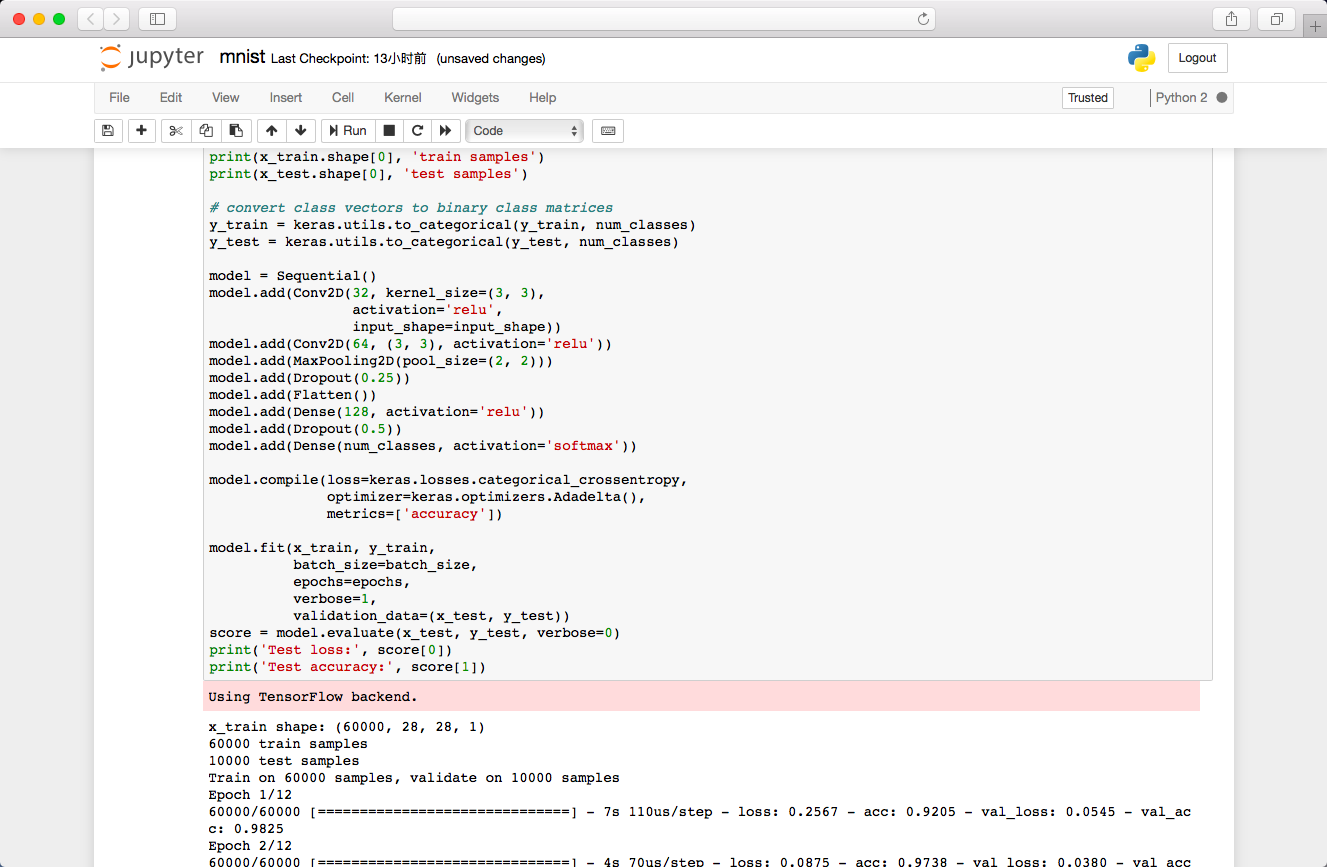 jupyter mnist Last Checkpoint: 13小时前 (unsaved changes) Logout
File Edit View Insert Cell Kernel Widgets Help Trusted Python 2
Run Code
print(x_train.shape[0], 'train samples')
print(x_test.shape[0], 'test samples')
# convert class vectors to binary class matrices
y_train = keras.utils.to_categorical(y_train, num_classes)
y_test = keras.utils.to_categorical(y_test, num_classes)
model = Sequential()
model.add(Conv2D(32, kernel_size=(3, 3),
activation='relu',
input_shape=input_shape))
model.add(Conv2D(64, (3, 3), activation='relu'))
model.add(MaxPooling2D(pool_size=(2, 2)))
model.add(Dropout(0.25))
model.add(Flatten())
model.add(Dense(128, activation='relu'))
model.add(Dropout(0.5))
model.add(Dense(num_classes, activation='softmax'))
model.compile(loss=keras.losses.categorical_crossentropy,
optimizer=keras.optimizers.Adadelta(),
metrics=['accuracy'])
model.fit(x_train, y_train,
batch_size=batch_size,
epochs=epochs,
verbose=1,
validation_data=(x_test, y_test))
score = model.evaluate(x_test, y_test, verbose=0)
print('Test loss:', score[0])
print('Test accuracy:', score[1])
Using TensorFlow backend.
x_train shape: (60000, 28, 28, 1)
60000 train samples
10000 test samples
Train on 60000 samples, validate on 10000 samples
Epoch 1/12
60000/60000 [==============================] - 7s 110us/step - loss: 0.2567 - acc: 0.9205 - val_loss: 0.0545 - val_ac
c: 0.9825
Epoch 2/12
60000/60000 [==============================] - 4s 70us/step - loss: 0.0875 - acc: 0.9738 - val_loss: 0.0380 - val_acc